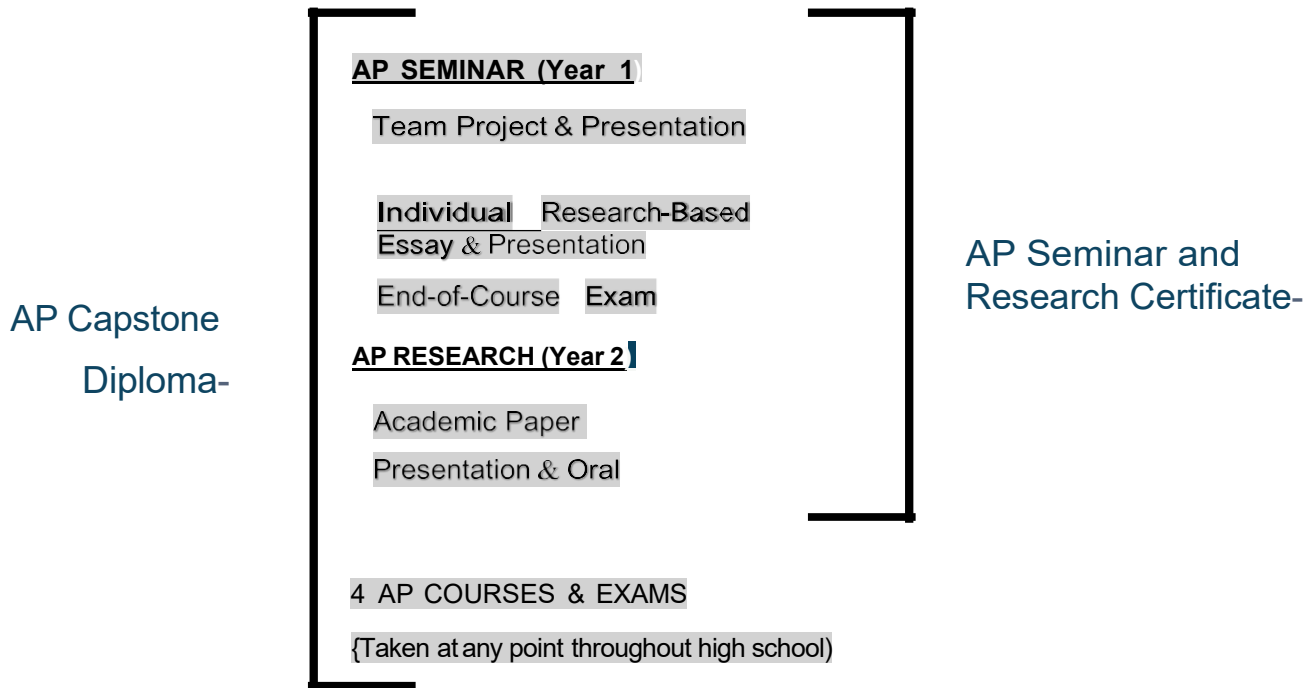 AP SEMINAR (Year 1)
Team Project & Presentation
Individual Research-Based
Essay & Presentation
End-of-Course Exam
AP RESEARCH (Year 2)
Academic Paper
Presentation & Oral
4 AP COURSES & EXAMS
{Taken at any point throughout high school)
AP Capstone
Diploma-
AP Seminar and
Research Certificate-